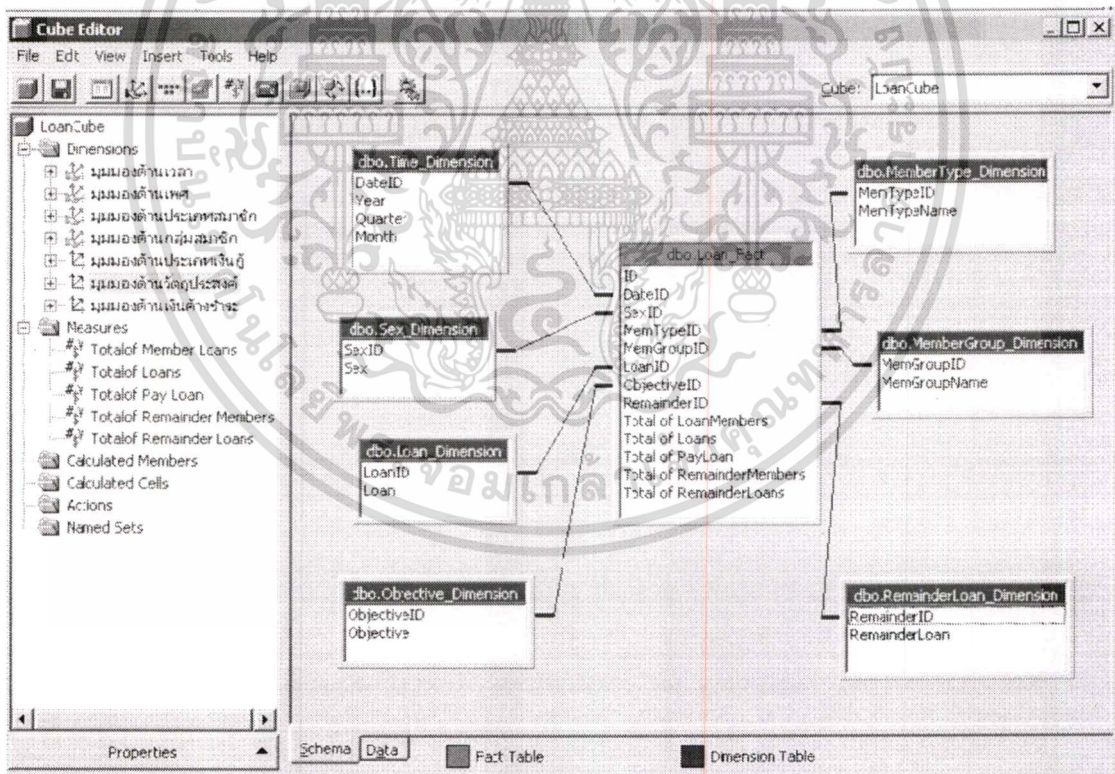 Cube Editor
File Edt View Insert Tools Help
Cube: LoanCube
LoanCube
Dimensions
มุมมองด้านเวลา
มุมมองด้านเพศ
มุมมองด้านประเภทสมาชิก
มุมมองด้านกลุ่มสมาชิก
มุมมองด้านประเภทเงินกู้
มุมมองด้านวัตถุประสงค์
มุมมองด้านเงินค้างชำระ
Measures
Totalof Member Loans
Totalof Loans
Totalof Pay Loan
Totalof Remainder Members
Totalof Remainder Loans
Calculated Members
Calculated Cells
Actions
Named Sets
Properties
dbo.Time_Dimension
DateID
Year
Quarte
Month
dbo.Sex_Dimension
SexID
Sex
dbo.Loan_Dimension
LoanID
Loan
dbo.Objective_Dimension
ObjectiveID
Objective
dbo.Loan_Fact
ID
DateID
SexID
MemTypeID
MemGroupID
LoanID
ObjectiveID
RemainderID
Total of LoanMembers
Total of Loans
Total of PayLoan
Total of RemainderMembers
Total of RemainderLoans
dbo.MemberType_Dimension
MemTypeID
MemTypeName
dbo.MemberGroup_Dimension
MemGroupID
MemGroupName
dbo.RemainderLoan_Dimension
RemainderID
RemainderLoan
Schema Data Fact Table Dimension Table